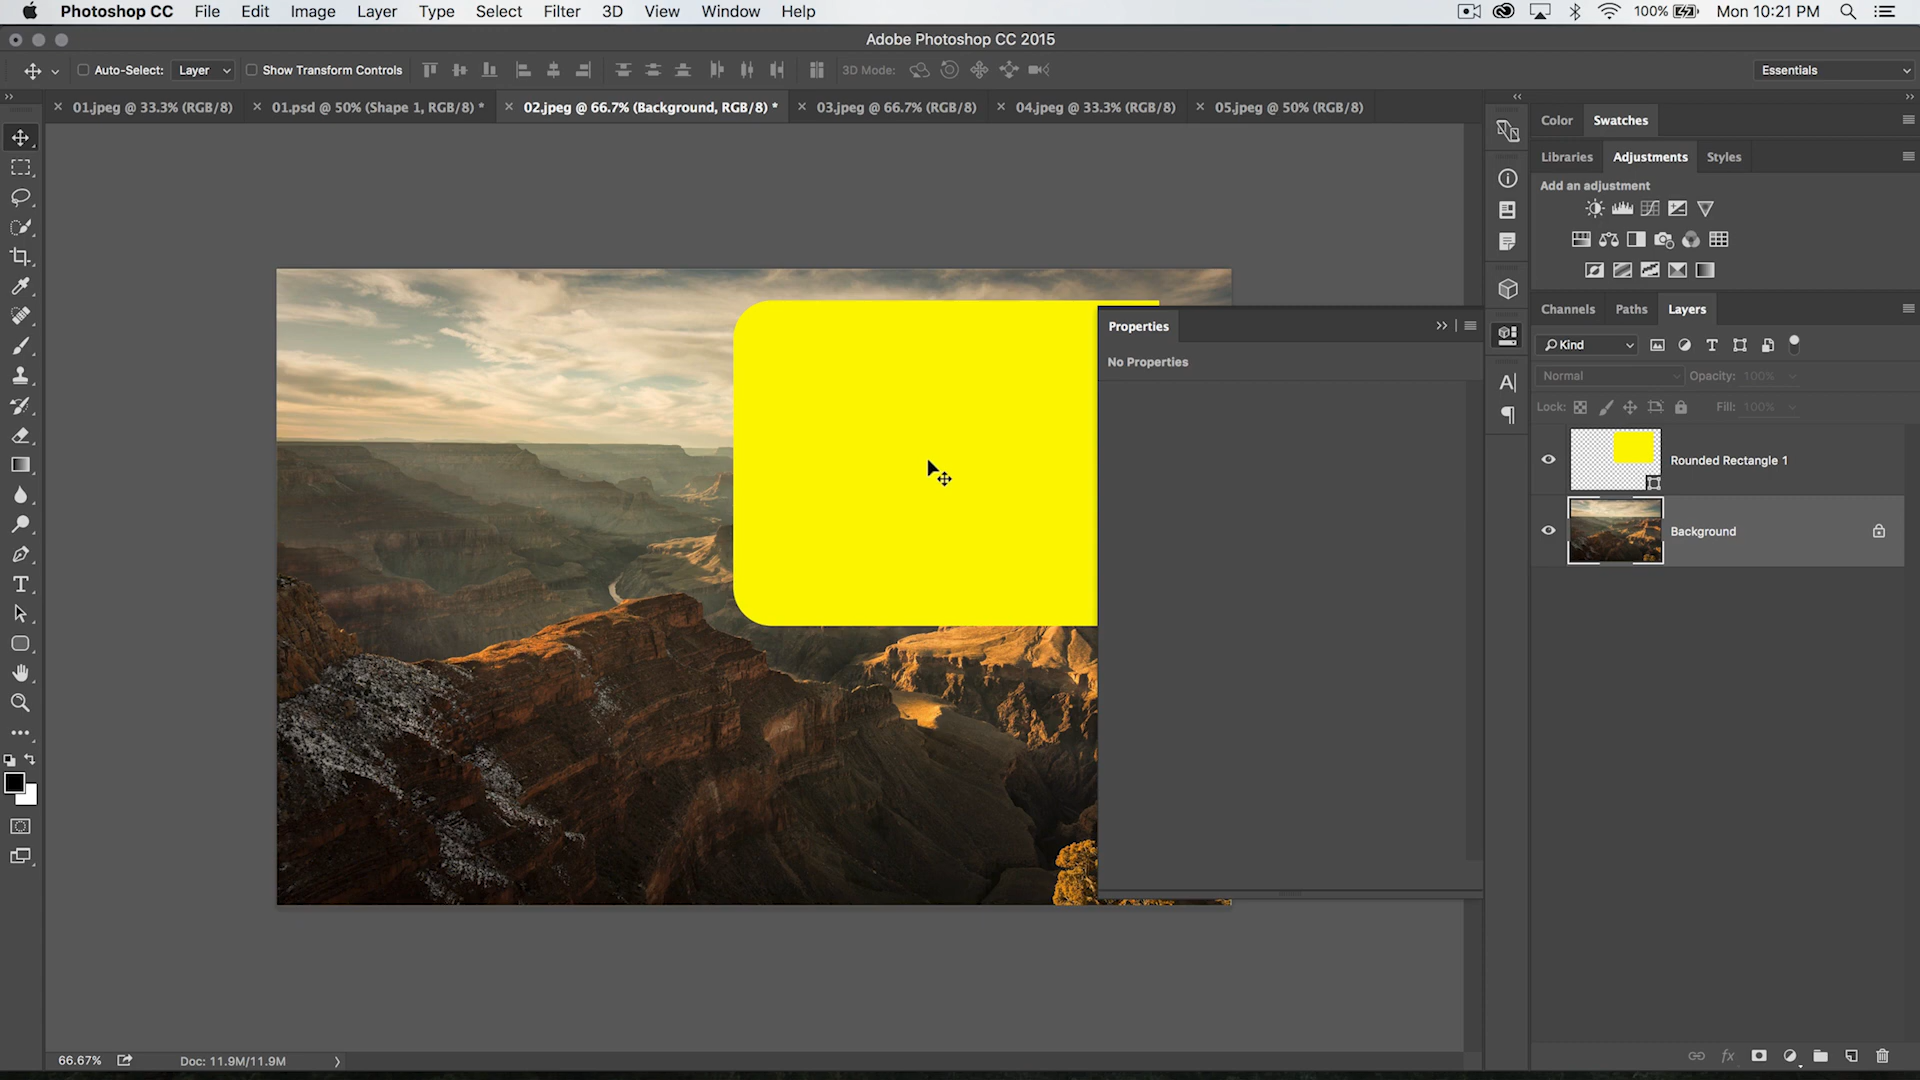 Photoshop CC File Edit Image Layer Type Select Filter 3D View Window Help 100% Mon 10:21 PM
Adobe Photoshop CC 2015
Auto-Select: Layer Show Transform Controls 3D Mode: Essentials
01.jpeg @ 33.3% (RGB/8) 01.psd @ 50% (Shape 1, RGB/8) * 02.jpeg @ 66.7% (Background, RGB/8) * 03.jpeg @ 66.7% (RGB/8) 04.jpeg @ 33.3% (RGB/8) 05.jpeg @ 50% (RGB/8)
Color Swatches
Libraries Adjustments Styles
Add an adjustment
Channels Paths Layers
Kind
Normal Opacity: 100%
Lock: Fill: 100%
Rounded Rectangle 1
Background
Properties
No Properties
66.67% Doc: 11.9M/11.9M